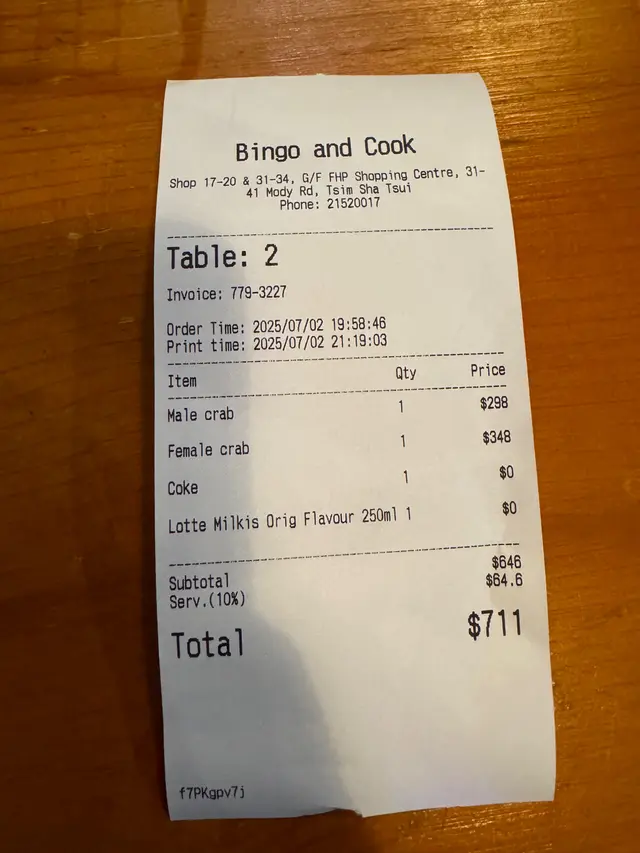 Bingo and Cook
Shop 17-20 & 31-34, G/F FHP Shopping Centre, 31-
41 Mody Rd, Tsim Sha Tsui
Phone: 21520017
Table: 2
Invoice: 779-3227
Order Time: 2025/07/02 19:58:46
Print time: 2025/07/02 21:19:03
Item Qty Price
Male crab 1 $298
Female crab 1 $348
Coke 1 $0
Lotte Milkis Orig Flavour 250ml 1 $0
Subtotal $646
Serv.(10%) $64.6
Total $711
f7PKgpv7j